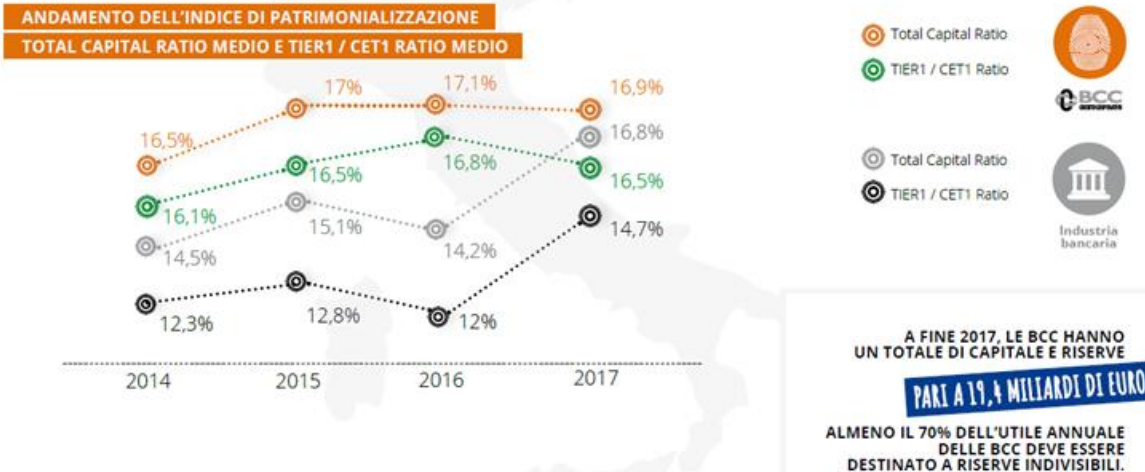 ANDAMENTO DELL'INDICE DI PATRIMONIALIZZAZIONE
TOTAL CAPITAL RATIO MEDIO E TIER1 / CET1 RATIO MEDIO
16,5%
17%
17,1%
16,9%
16,1%
16,5%
16,8%
16,5%
14,5%
15,1%
14,2%
16,8%
12,3%
12,8%
12%
14,7%
2014
2015
2016
2017
Total Capital Ratio
TIER1 / CET1 Ratio
BCC
Total Capital Ratio
TIER1 / CET1 Ratio
Industria
bancaria
A FINE 2017, LE BCC HANNO
UN TOTALE DI CAPITALE E RISERVE
PARI A 19,4 MILIARDI DI EURO
ALMENO IL 70% DELL'UTILE ANNUALE
DELLE BCC DEVE ESSERE
DESTINATO A RISERVE INDIVISIBILI.